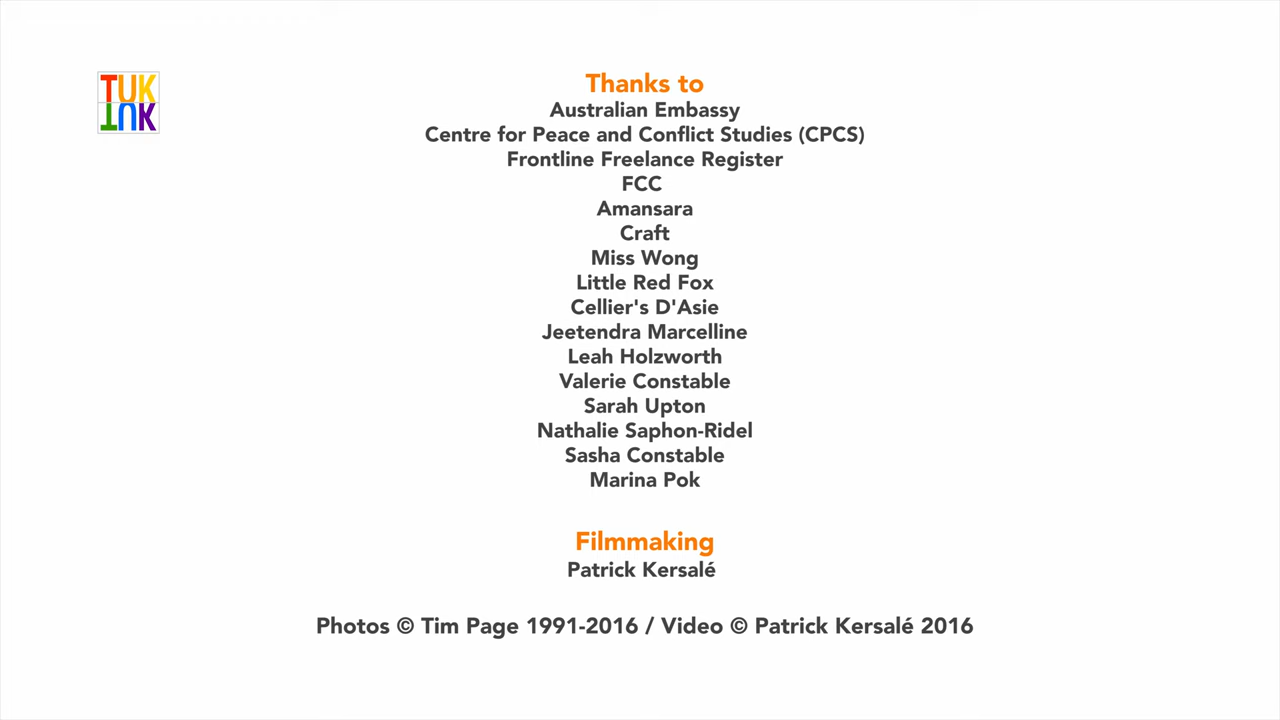 TUK
TUK
Thanks to
Australian Embassy
Centre for Peace and Conflict Studies (CPCS)
Frontline Freelance Register
FCC
Amansara
Craft
Miss Wong
Little Red Fox
Cellier's D'Asie
Jeetendra Marcelline
Leah Holzworth
Valerie Constable
Sarah Upton
Nathalie Saphon-Ridel
Sasha Constable
Marina Pok
Filmmaking
Patrick Kersalé
Photos © Tim Page 1991-2016 / Video © Patrick Kersalé 2016